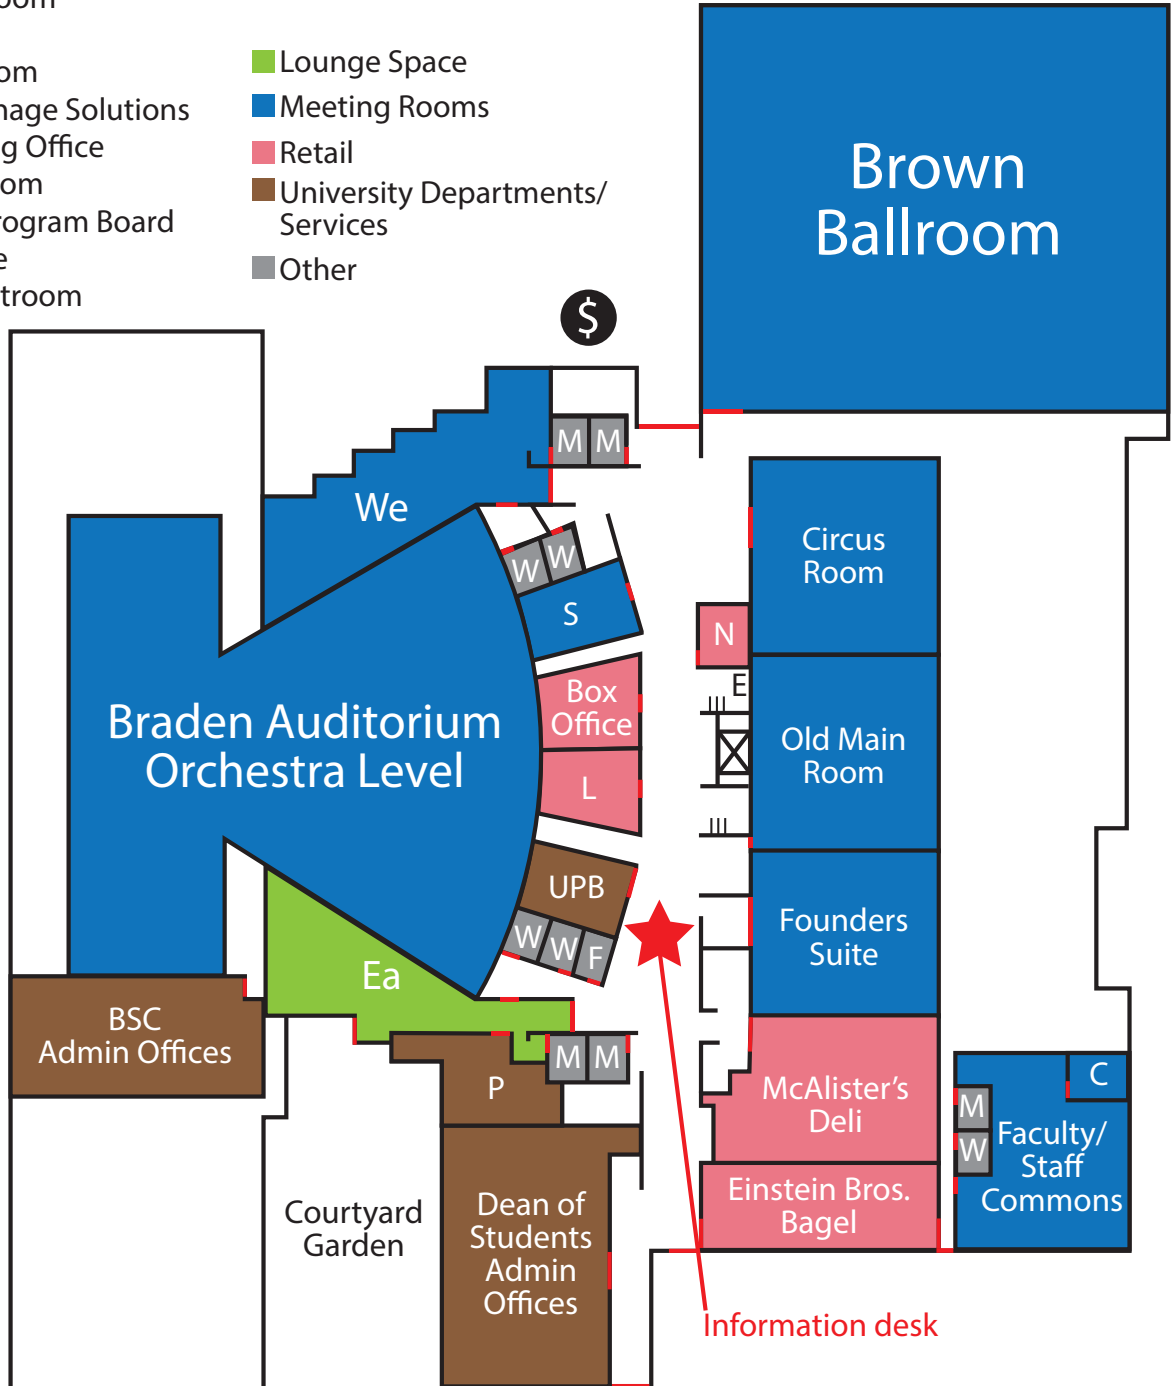 oom
om
nage Solutions
g Office
om
rogram Board
e
troom
Lounge Space
Meeting Rooms
Retail
University Departments/
Services
Other
$
Brown
Ballroom
M M
We
W W
S
Circus
Room
N
E
Box
Office
Braden Auditorium
Orchestra Level
L
Old Main
Room
UPB
W W F
Founders
Suite
Ea
BSC
Admin Offices
M M
P
McAlister's
Deli
C
M
W
Faculty/
Staff
Commons
Einstein Bros.
Bagel
Courtyard
Garden
Dean of
Students
Admin
Offices
Information desk